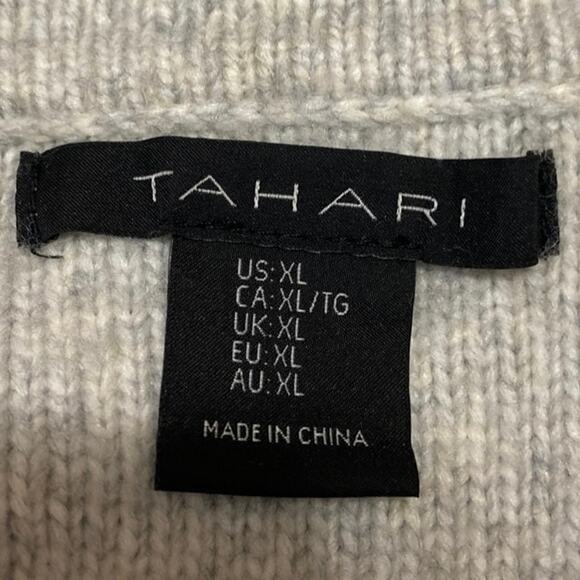 TAHARI
US: XL
CA: XL/TG
UK: XL
EU: XL
AU: XL
MADE IN CHINA